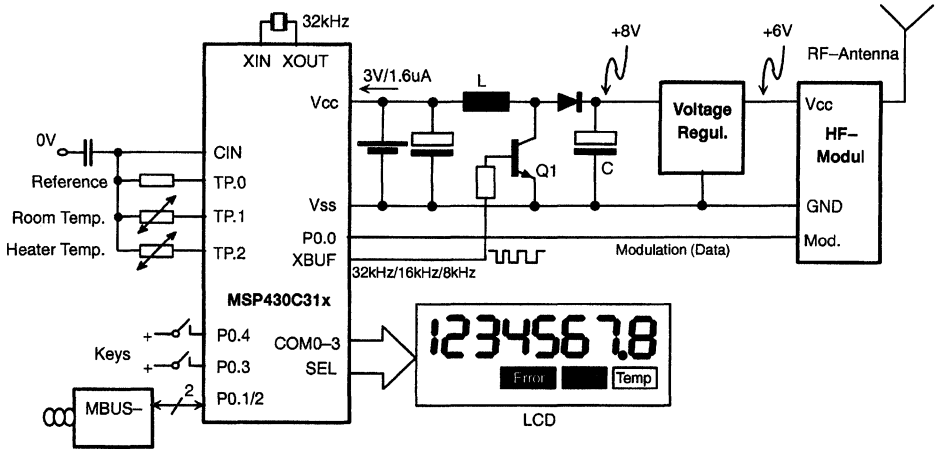 32kHz
XIN XOUT
+8V
+6V
RF–Antenna
3V/1.6uA
L
Vcc
Voltage
Regul.
Vcc
HF–
Modul
0V
CIN
Reference
TP.0
Q1
C
Room Temp.
TP.1
Vss
GND
Heater Temp.
TP.2
P0.0
Modulation (Data)
Mod.
XBUF
32kHz/16kHz/8kHz
MSP430C31x
+
P0.4
Keys
+
P0.3
COM0–3
SEL
1234567.8
Error
Temp
MBUS–
2
P0.1/2
LCD